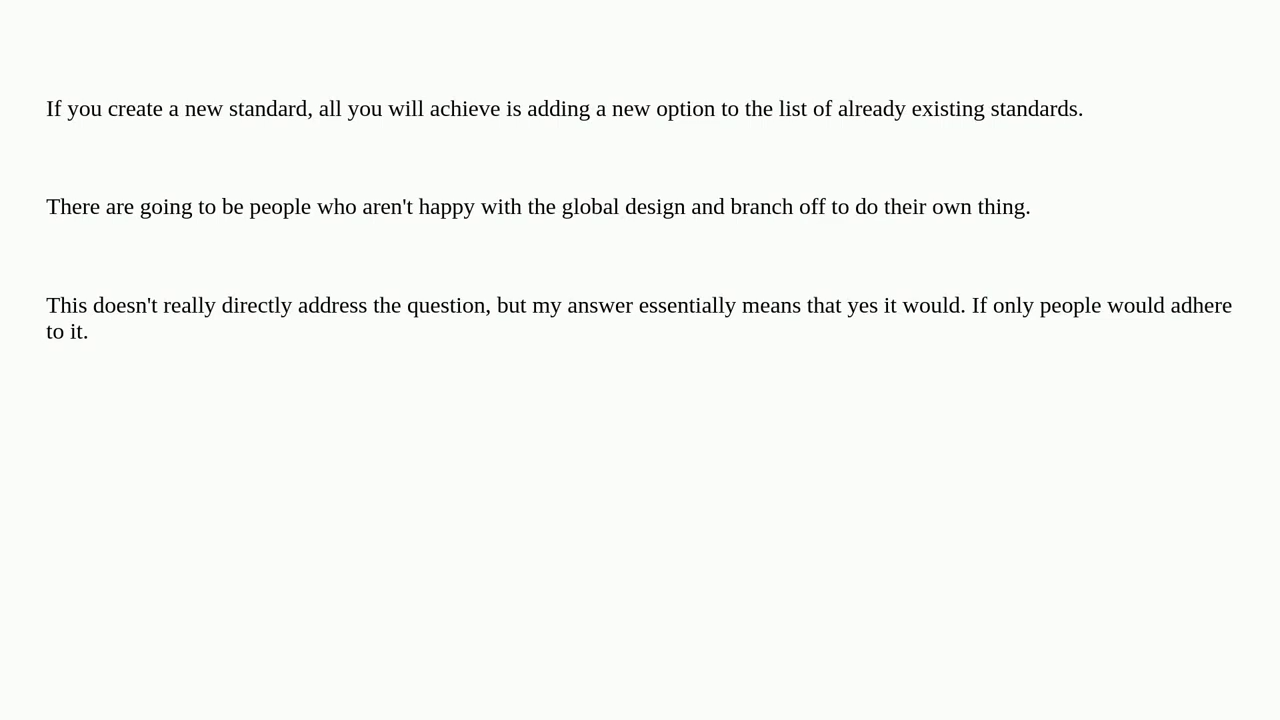 If you create a new standard, all you will achieve is adding a new option to the list of already existing standards.
There are going to be people who aren't happy with the global design and branch off to do their own thing.
This doesn't really directly address the question, but my answer essentially means that yes it would. If only people would adhere
to it.